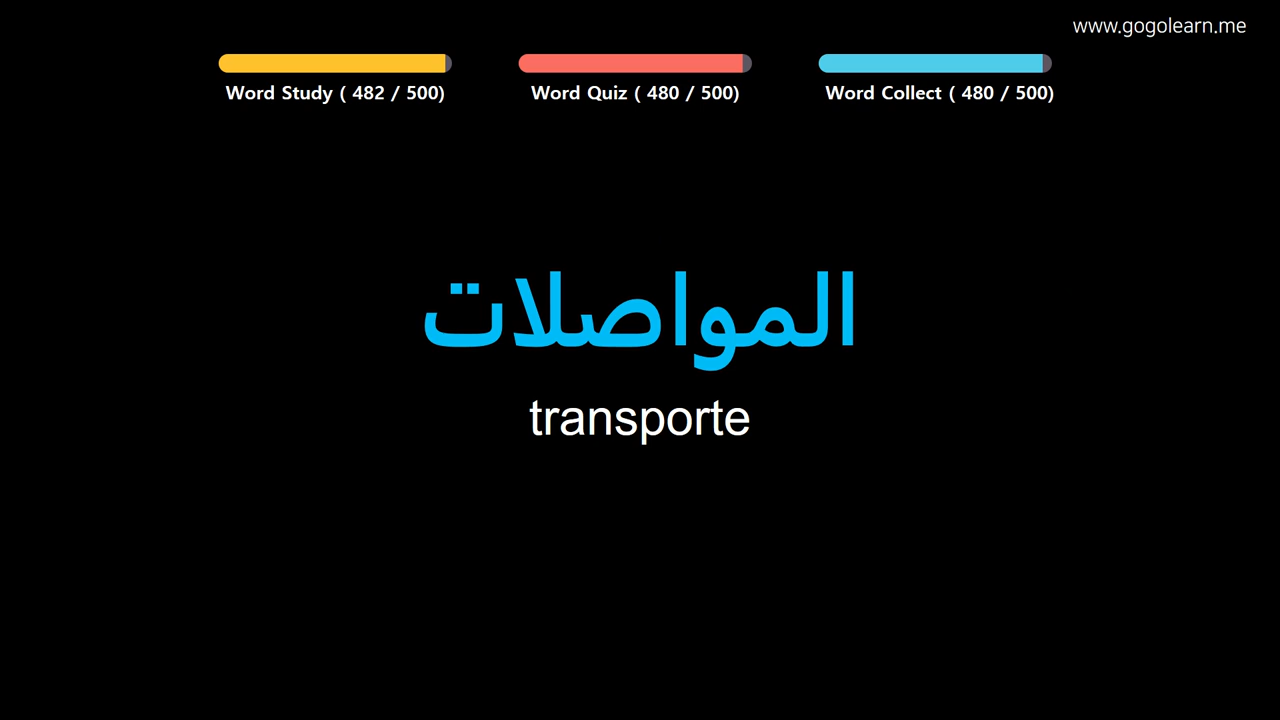 www.gogolearn.me
Word Study ( 482 / 500)
Word Quiz ( 480 / 500)
Word Collect ( 480 / 500)
المواصلات
transporte